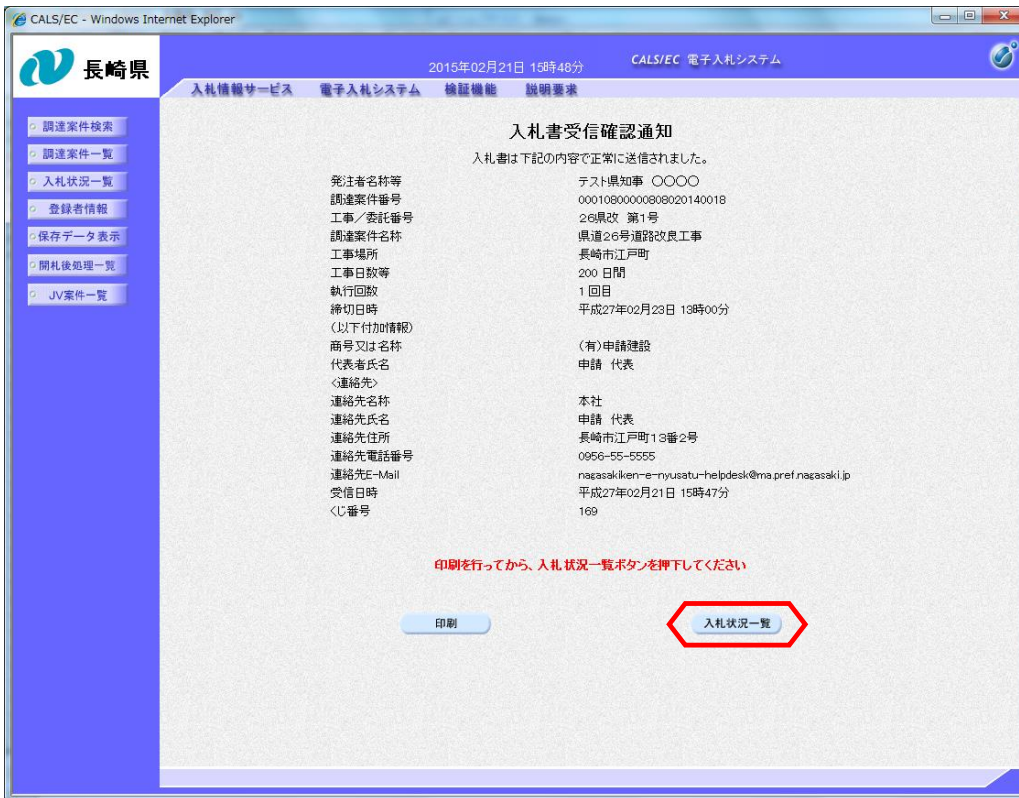 CALS/EC - Windows Internet Explorer
長崎県
2015年02月21日 15時48分
CALS/EC 電子入札システム
入札情報サービス 電子入札システム 検証機能 説明要求
調達案件検索
調達案件一覧
入札状況一覧
登録者情報
保存データ表示
開札後処理一覧
JV案件一覧
入札書受信確認通知
入札書は下記の内容で正常に送信されました。
発注者名称等 テスト県知事 〇〇〇〇
調達案件番号 00010800000808020140018
工事/委託番号 26県改 第1号
調達案件名称 県道26号道路改良工事
工事場所 長崎市江戸町
工事日数等 200 日間
執行回数 1 回目
締切日時 平成27年02月23日 13時00分
(以下付加情報)
商号又は名称 (有)申請建設
代表者氏名 申請 代表
<連絡先>
連絡先名称 本社
連絡先氏名 申請 代表
連絡先住所 長崎市江戸町13番2号
連絡先電話番号 0956-55-5555
連絡先E-Mail nagasakiken-e-nyusatu-helpdesk@ma.pref.nagasaki.jp
受信日時 平成27年02月21日 15時47分
くじ番号 169
印刷を行ってから、入札状況一覧ボタンを押下してください
印刷 入札状況一覧